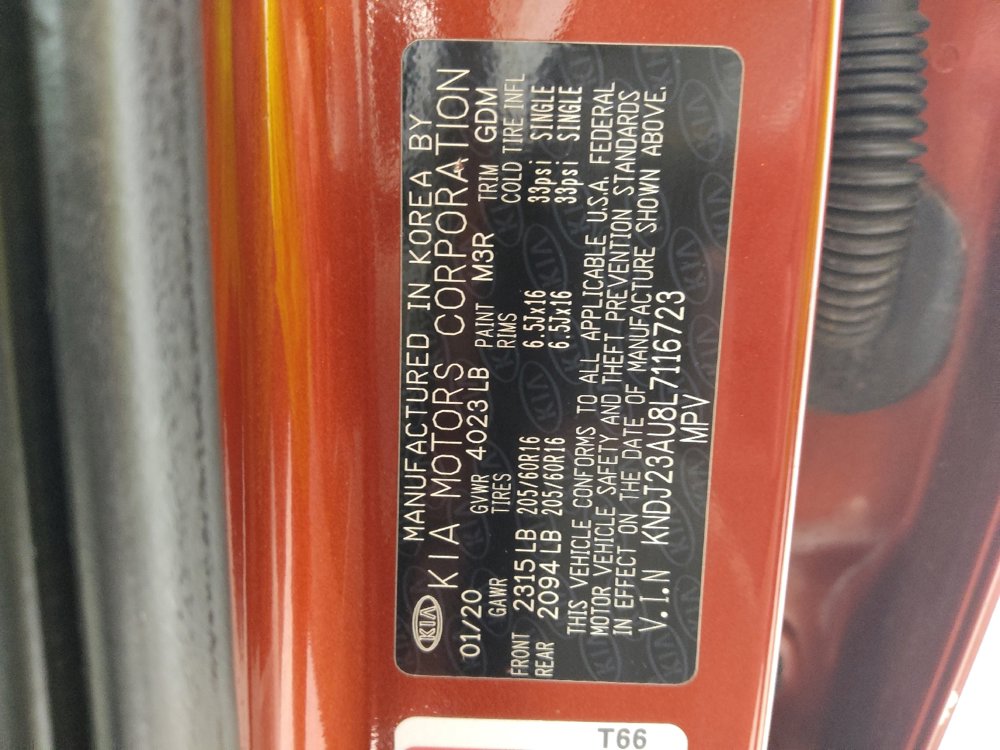 KIA MANUFACTURED IN KOREA BY
KIA MOTORS CORPORATION
01/20 GVWR 4023 LB PAINT M3R TRIM GDM
GAWR TIRES RIMS COLD TIRE INFL
FRONT 2315 LB 205/60R16 6.5Jx16 33psi SINGLE
REAR 2094 LB 205/60R16 6.5Jx16 33psi SINGLE
THIS VEHICLE CONFORMS TO ALL APPLICABLE U.S.A. FEDERAL
MOTOR VEHICLE SAFETY AND THEFT PREVENTION STANDARDS
IN EFFECT ON THE DATE OF MANUFACTURE SHOWN ABOVE.
V.I.N KNDJ23AU8L7116723
MPV
T66